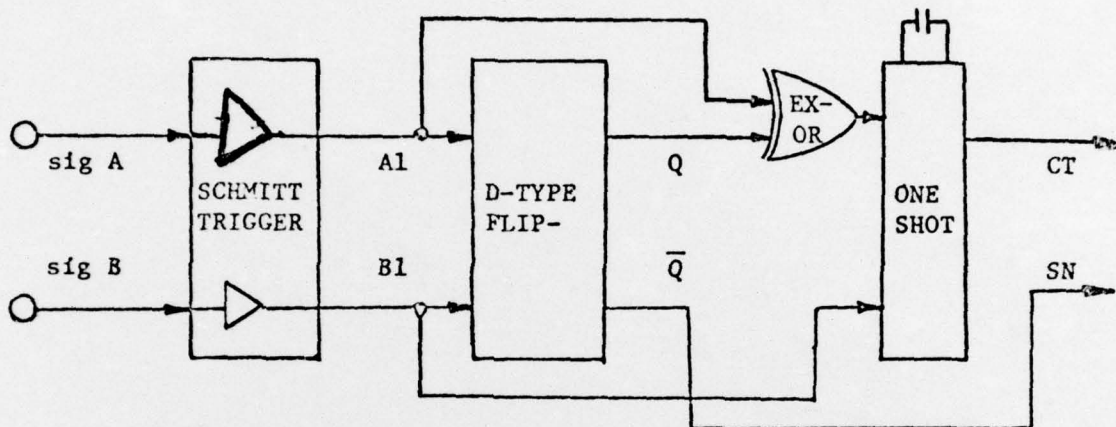 sig A
SCHMITT
TRIGGER
sig B
A1
B1
D-TYPE
FLIP-
Q
Q̅
EX-
OR
ONE
SHOT
CT
SN